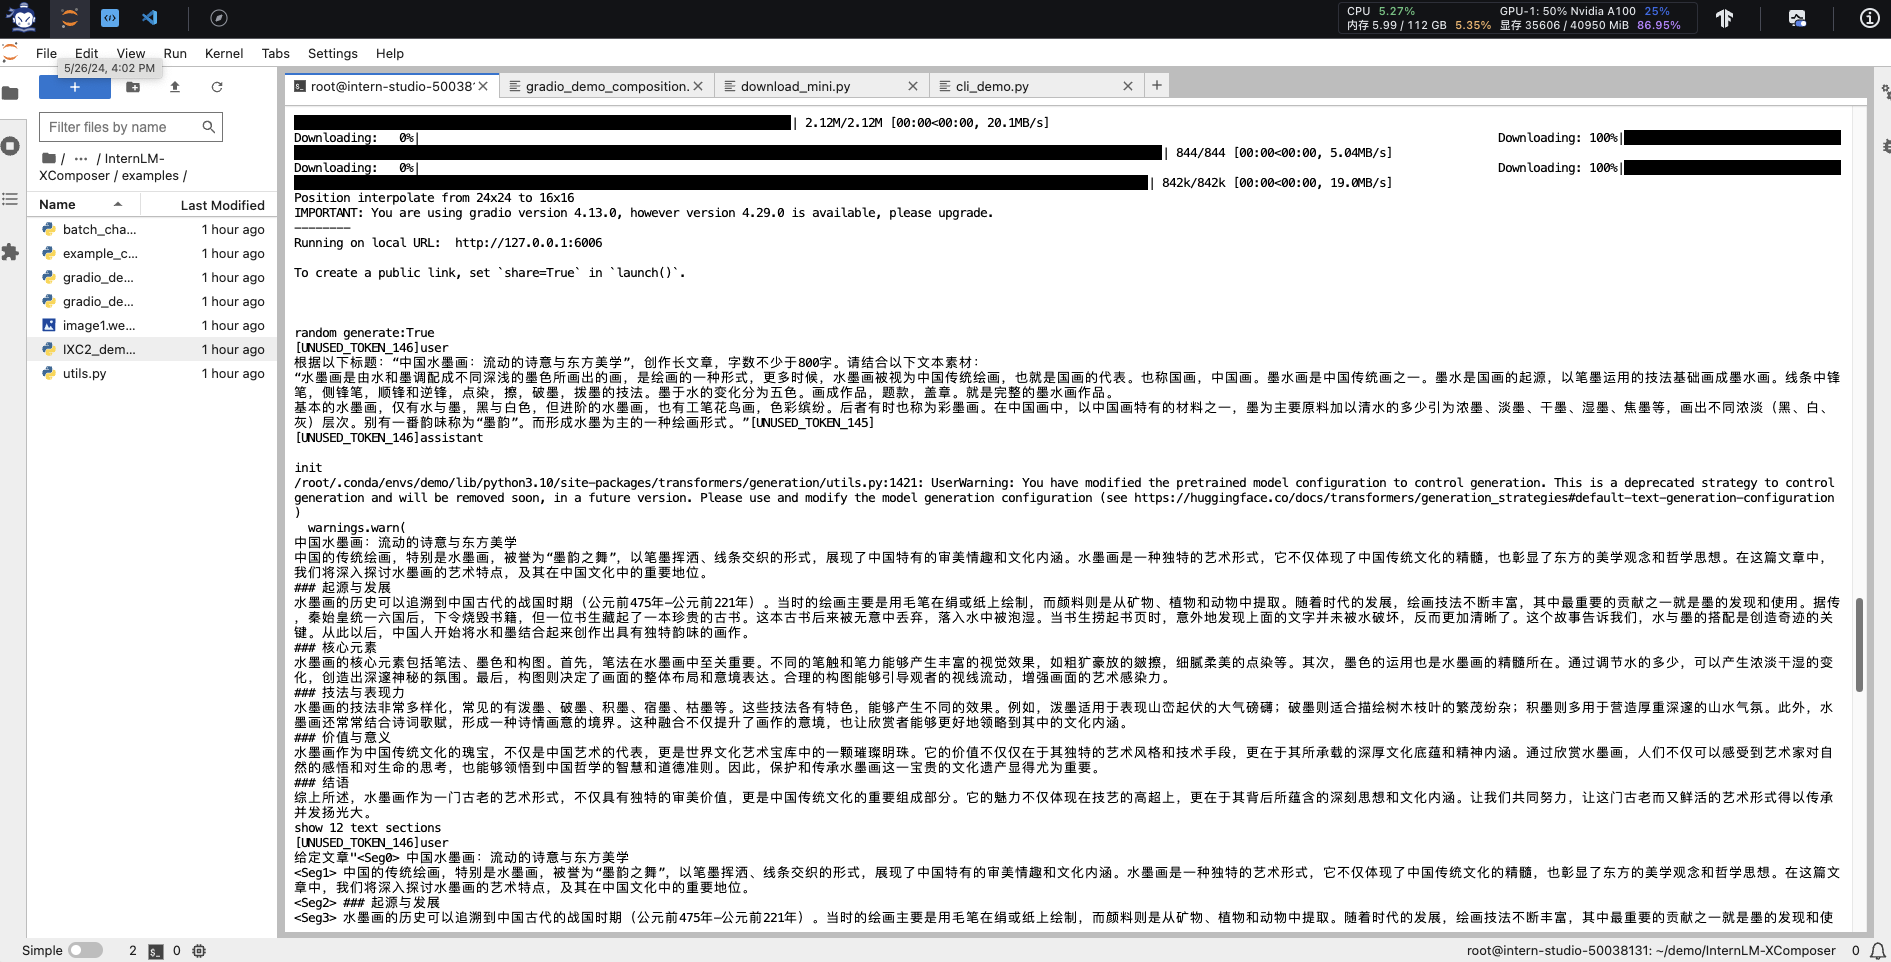 CPU 5.27%
GPU-1: 50% Nvidia A100 25%
内存 5.99 / 112 GB 5.35%
显存 35606 / 40950 MiB 86.95%
File Edit View Run Kernel Tabs Settings Help
5/26/24, 4:02 PM
root@intern-studio-50038
gradio_demo_composition.
download_mini.py
cli_demo.py
Filter files by name
/ ··· / InternLM-
XComposer / examples /
Name Last Modified
batch_cha... 1 hour ago
example_c... 1 hour ago
gradio_de... 1 hour ago
gradio_de... 1 hour ago
image1.we... 1 hour ago
IXC2_dem... 1 hour ago
utils.py 1 hour ago
| 2.12M/2.12M [00:00<00:00, 20.1MB/s]
Downloading: 0%| Downloading: 100%|
| 844/844 [00:00<00:00, 5.04MB/s]
Downloading: 0%| Downloading: 100%|
| 842k/842k [00:00<00:00, 19.0MB/s]
Position interpolate from 24x24 to 16x16
IMPORTANT: You are using gradio version 4.13.0, however version 4.29.0 is available, please upgrade.
--------
Running on local URL: http://127.0.0.1:6006
To create a public link, set `share=True` in `launch()`.
random generate:True
[UNUSED_TOKEN_146]user
根据以下标题：“中国水墨画：流动的诗意与东方美学”，创作长文章，字数不少于800字。请结合以下文本素材：
“水墨画是由水和墨调配成不同深浅的墨色所画出的画，是绘画的一种形式，更多时候，水墨画被视为中国传统绘画，也就是国画的代表。也称国画，中国画。墨水画是中国传统画之一。墨水是国画的起源，以笔墨运用的技法基础画成墨水画。线条中锋
笔，侧锋笔，顺锋和逆锋，点染，擦，破墨，拨墨的技法。墨于水的变化分为五色。画成作品，题款，盖章。就是完整的墨水画作品。
基本的水墨画，仅有水与墨，黑与白色，但进阶的水墨画，也有工笔花鸟画，色彩缤纷。后者有时也称为彩墨画。在中国画中，以中国画特有的材料之一，墨为主要原料加以清水的多少引为浓墨、淡墨、干墨、湿墨、焦墨等，画出不同浓淡（黑、白、
灰）层次。别有一番韵味称为“墨韵”。而形成水墨为主的一种绘画形式。”[UNUSED_TOKEN_145]
[UNUSED_TOKEN_146]assistant
init
/root/.conda/envs/demo/lib/python3.10/site-packages/transformers/generation/utils.py:1421: UserWarning: You have modified the pretrained model configuration to control generation. This is a deprecated strategy to control
generation and will be removed soon, in a future version. Please use and modify the model generation configuration (see https://huggingface.co/docs/transformers/generation_strategies#default-text-generation-configuration
)
warnings.warn(
中国水墨画：流动的诗意与东方美学
中国的传统绘画，特别是水墨画，被誉为“墨韵之舞”，以笔墨挥洒、线条交织的形式，展现了中国特有的审美情趣和文化内涵。水墨画是一种独特的艺术形式，它不仅体现了中国传统文化的精髓，也彰显了东方的美学观念和哲学思想。在这篇文章中，
我们将深入探讨水墨画的艺术特点，及其在中国文化中的重要地位。
### 起源与发展
水墨画的历史可以追溯到中国古代的战国时期（公元前475年—公元前221年）。当时的绘画主要是用毛笔在绢或纸上绘制，而颜料则是从矿物、植物和动物中提取。随着时代的发展，绘画技法不断丰富，其中最重要的贡献之一就是墨的发现和使用。据传
，秦始皇统一六国后，下令烧毁书籍，但一位书生藏起了一本珍贵的古书。这本古书后来被无意中丢弃，落入水中被泡湿。当书生捞起书页时，意外地发现上面的文字并未被水破坏，反而更加清晰了。这个故事告诉我们，水与墨的搭配是创造奇迹的关
键。从此以后，中国人开始将水和墨结合起来创作出具有独特韵味的画作。
### 核心元素
水墨画的核心元素包括笔法、墨色和构图。首先，笔法在水墨画中至关重要。不同的笔触和笔力能够产生丰富的视觉效果，如粗犷豪放的皴擦，细腻柔美的点染等。其次，墨色的运用也是水墨画的精髓所在。通过调节水的多少，可以产生浓淡干湿的变
化，创造出深邃神秘的氛围。最后，构图则决定了画面的整体布局和意境表达。合理的构图能够引导观者的视线流动，增强画面的艺术感染力。
### 技法与表现力
水墨画的技法非常多样化，常见的有泼墨、破墨、积墨、宿墨、枯墨等。这些技法各有特色，能够产生不同的效果。例如，泼墨适用于表现山峦起伏的大气磅礴；破墨则适合描绘树木枝叶的繁茂纷杂；积墨则多用于营造厚重深邃的山水气氛。此外，水
墨画还常常结合诗词歌赋，形成一种诗情画意的境界。这种融合不仅提升了画作的意境，也让欣赏者能够更好地领略到其中的文化内涵。
### 价值与意义
水墨画作为中国传统文化的瑰宝，不仅是中国艺术的代表，更是世界文化艺术宝库中的一颗璀璨明珠。它的价值不仅仅在于其独特的艺术风格和技术手段，更在于其所承载的深厚文化底蕴和精神内涵。通过欣赏水墨画，人们不仅可以感受到艺术家对自
然的感悟和对生命的思考，也能够领悟到中国哲学的智慧和道德准则。因此，保护和传承水墨画这一宝贵的文化遗产显得尤为重要。
### 结语
综上所述，水墨画作为一门古老的艺术形式，不仅具有独特的审美价值，更是中国传统文化的重要组成部分。它的魅力不仅体现在技艺的高超上，更在于其背后所蕴含的深刻思想和文化内涵。让我们共同努力，让这门古老而又鲜活的艺术形式得以传承
并发扬光大。
show 12 text sections
[UNUSED_TOKEN_146]user
给定文章"<Seg0> 中国水墨画：流动的诗意与东方美学
<Seg1> 中国的传统绘画，特别是水墨画，被誉为“墨韵之舞”，以笔墨挥洒、线条交织的形式，展现了中国特有的审美情趣和文化内涵。水墨画是一种独特的艺术形式，它不仅体现了中国传统文化的精髓，也彰显了东方的美学观念和哲学思想。在这篇文
章中，我们将深入探讨水墨画的艺术特点，及其在中国文化中的重要地位。
<Seg2> ### 起源与发展
<Seg3> 水墨画的历史可以追溯到中国古代的战国时期（公元前475年—公元前221年）。当时的绘画主要是用毛笔在绢或纸上绘制，而颜料则是从矿物、植物和动物中提取。随着时代的发展，绘画技法不断丰富，其中最重要的贡献之一就是墨的发现和使
Simple 2 0
root@intern-studio-50038131: ~/demo/InternLM-XComposer 0